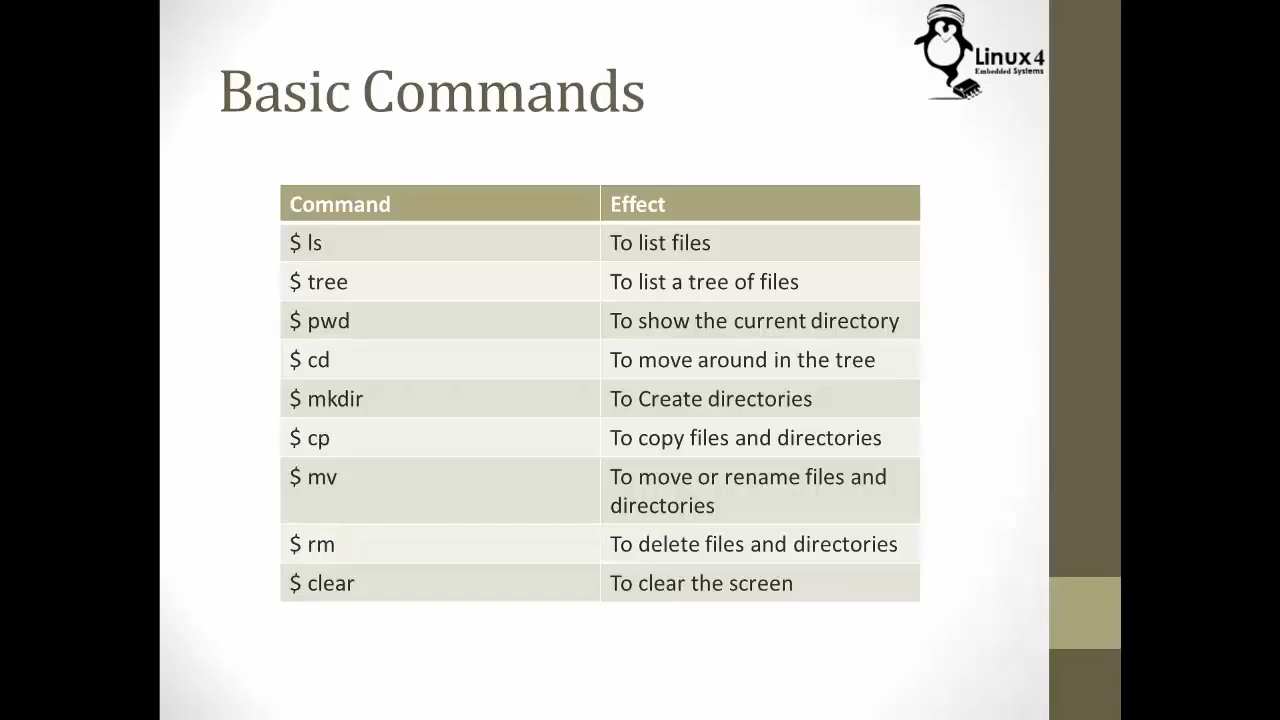 Linux 4
Embedded Systems
Basic Commands
Command Effect
$ ls To list files
$ tree To list a tree of files
$ pwd To show the current directory
$ cd To move around in the tree
$ mkdir To Create directories
$ cp To copy files and directories
$ mv To move or rename files and
directories
$ rm To delete files and directories
$ clear To clear the screen